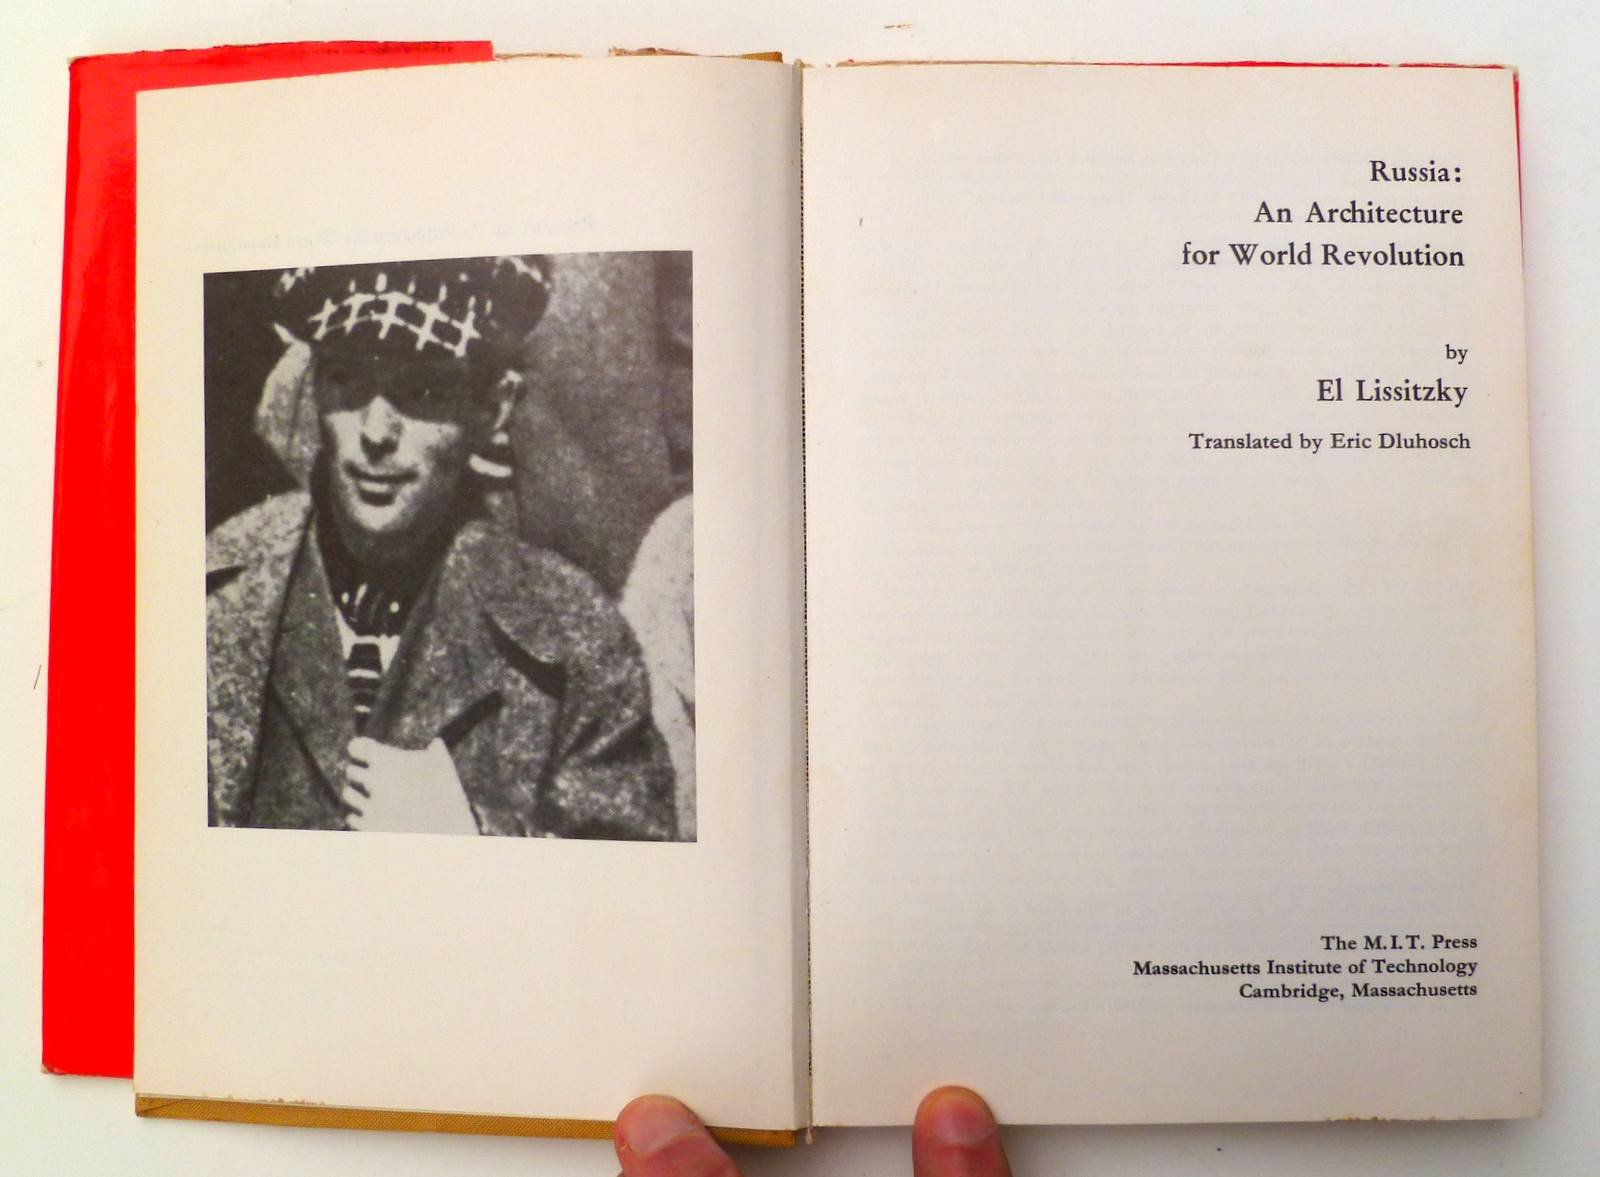 Russia:
An Architecture
for World Revolution
by
El Lissitzky
Translated by Eric Dluhosch
The M.I.T. Press
Massachusetts Institute of Technology
Cambridge, Massachusetts